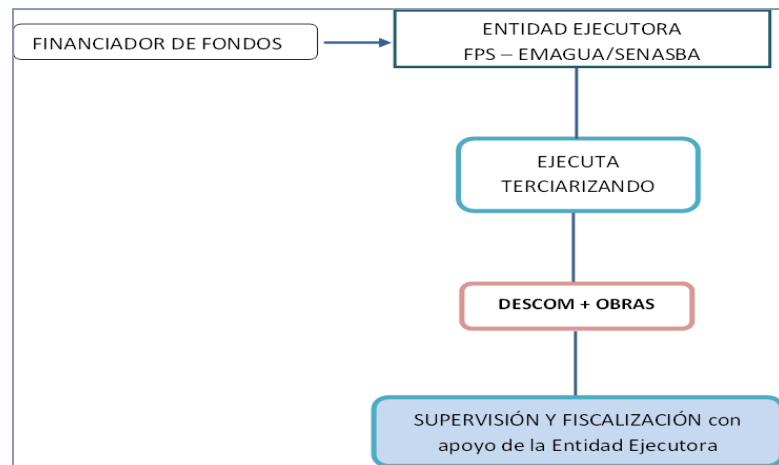 FINANCIADOR DE FONDOS
ENTIDAD EJECUTORA
FPS – EMAGUA/SENASBA
EJECUTA
TERCIARIZANDO
DESCOM + OBRAS
SUPERVISIÓN Y FISCALIZACIÓN con
apoyo de la Entidad Ejecutora